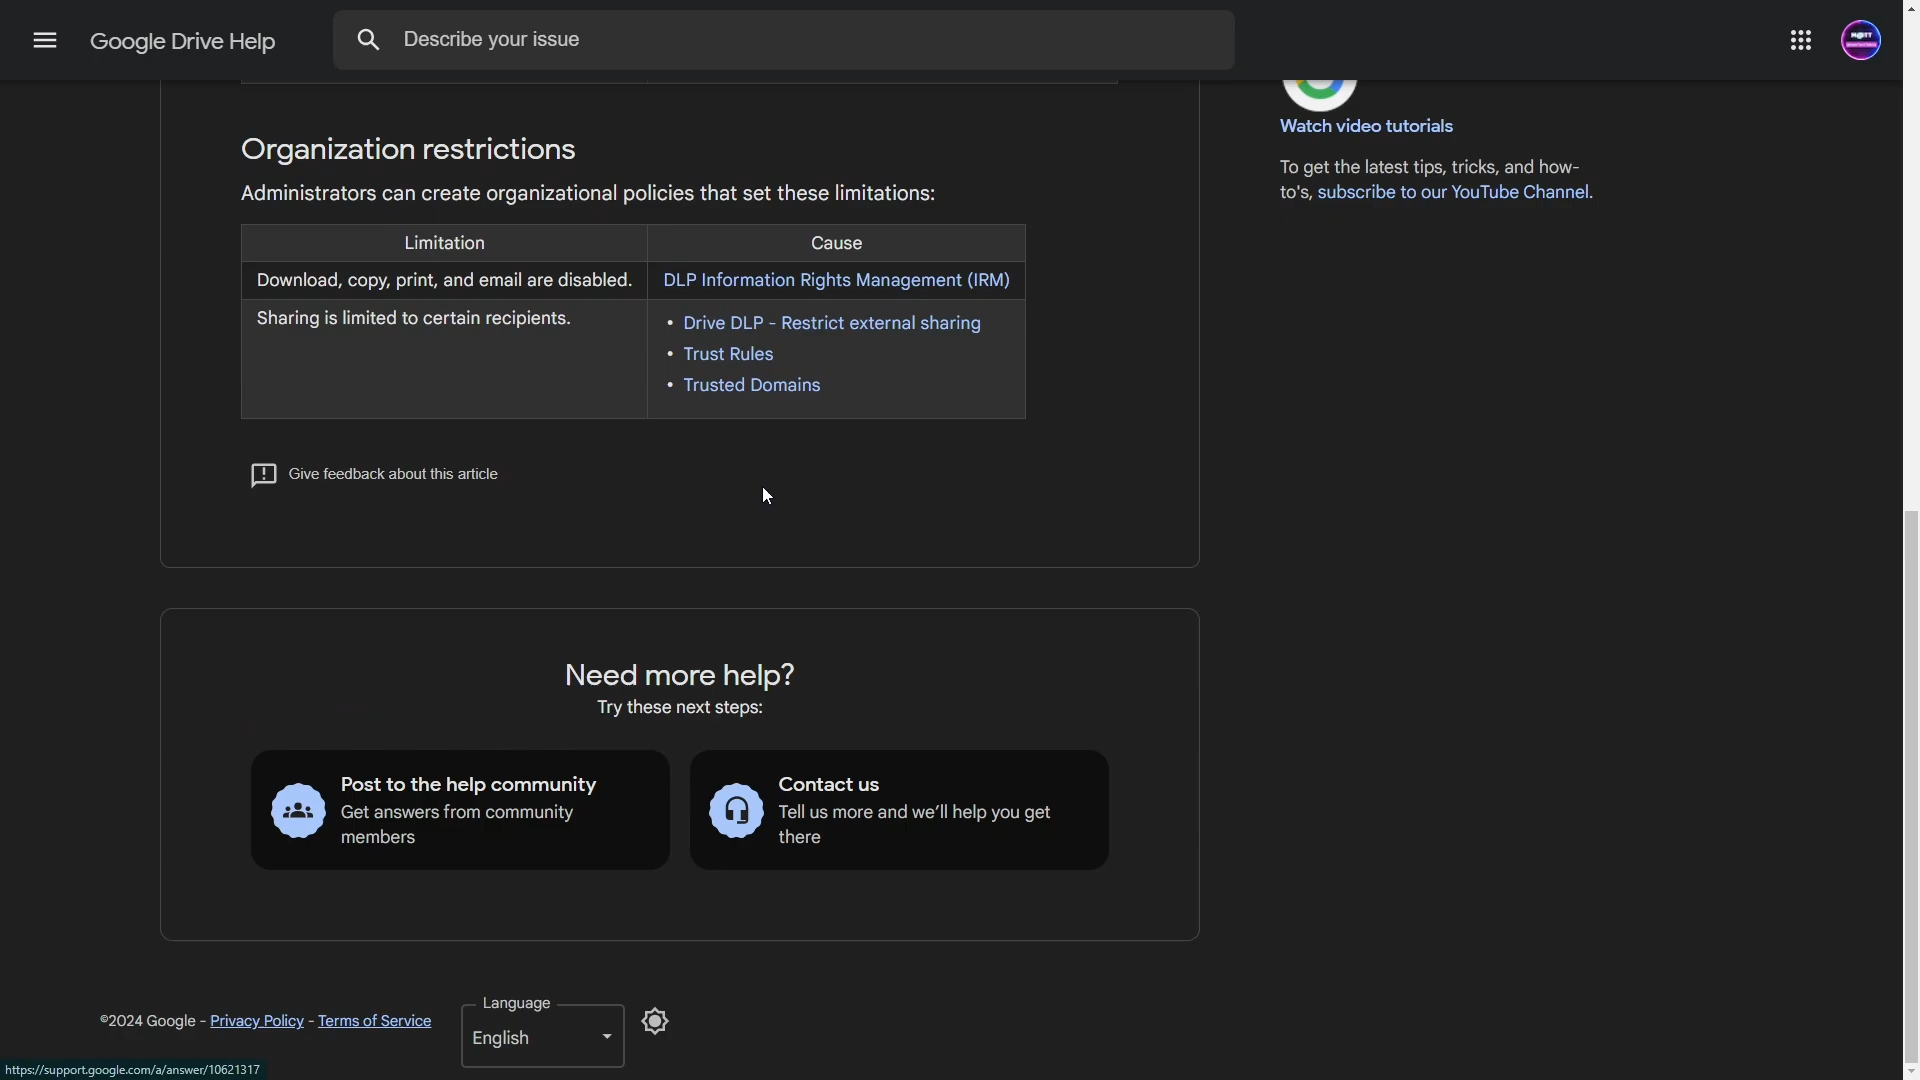 Google Drive Help
Describe your issue
Organization restrictions
Administrators can create organizational policies that set these limitations:
Limitation
Cause
Download, copy, print, and email are disabled.
DLP Information Rights Management (IRM)
Sharing is limited to certain recipients.
• Drive DLP - Restrict external sharing
• Trust Rules
• Trusted Domains
Give feedback about this article
Watch video tutorials
To get the latest tips, tricks, and how-
to's, subscribe to our YouTube Channel.
Need more help?
Try these next steps:
Post to the help community
Get answers from community
members
Contact us
Tell us more and we’ll help you get
there
©2024 Google - Privacy Policy - Terms of Service
Language
English
https://support.google.com/a/answer/10621317